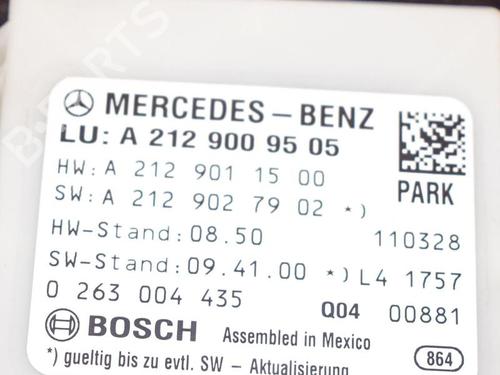 MERCEDES-BENZ
LU: A 212 900 95 05
HW: A 212 901 15 00
SW: A 212 902 79 02 *)
PARK
HW-Stand: 08.50 110328
SW-Stand: 09.41.00 *) L4 1757
0 263 004 435 Q04 00881
BOSCH Assembled in Mexico
*) gueltig bis zu evtl. SW - Aktualisierung 864